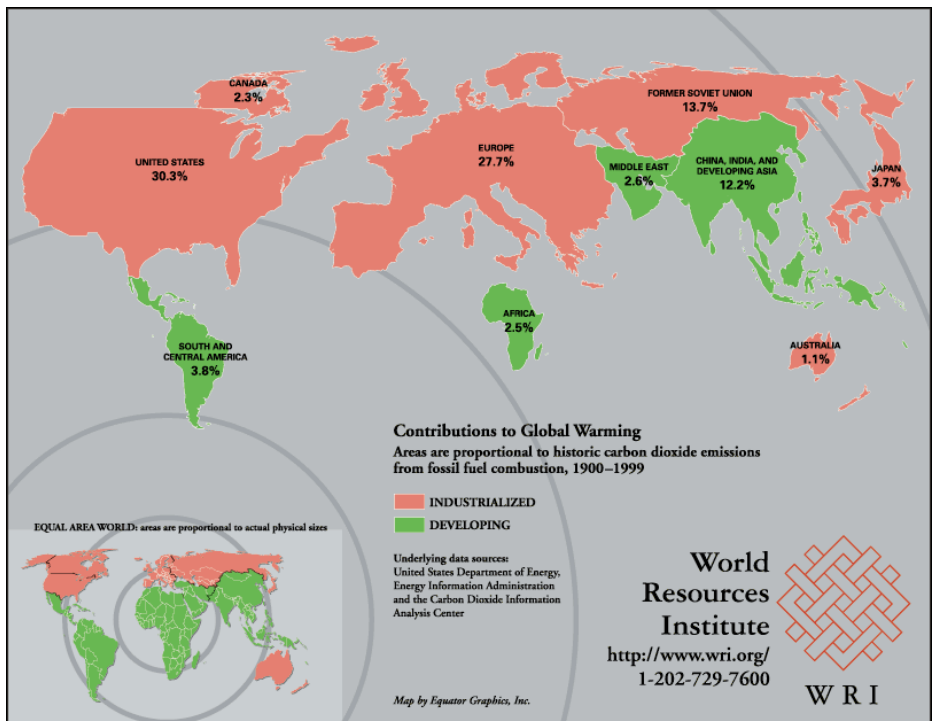 CANADA
2.3%
UNITED STATES
30.3%
EUROPE
27.7%
FORMER SOVIET UNION
13.7%
MIDDLE EAST
2.6%
CHINA, INDIA, AND
DEVELOPING ASIA
12.2%
JAPAN
3.7%
SOUTH AND
CENTRAL AMERICA
3.8%
AFRICA
2.5%
AUSTRALIA
1.1%
Contributions to Global Warming
Areas are proportional to historic carbon dioxide emissions
from fossil fuel combustion, 1900–1999
INDUSTRIALIZED
DEVELOPING
EQUAL AREA WORLD: areas are proportional to actual physical sizes
Underlying data sources:
United States Department of Energy,
Energy Information Administration
and the Carbon Dioxide Information
Analysis Center
Map by Equator Graphics, Inc.
World
Resources
Institute
http://www.wri.org/
1-202-729-7600
WRI